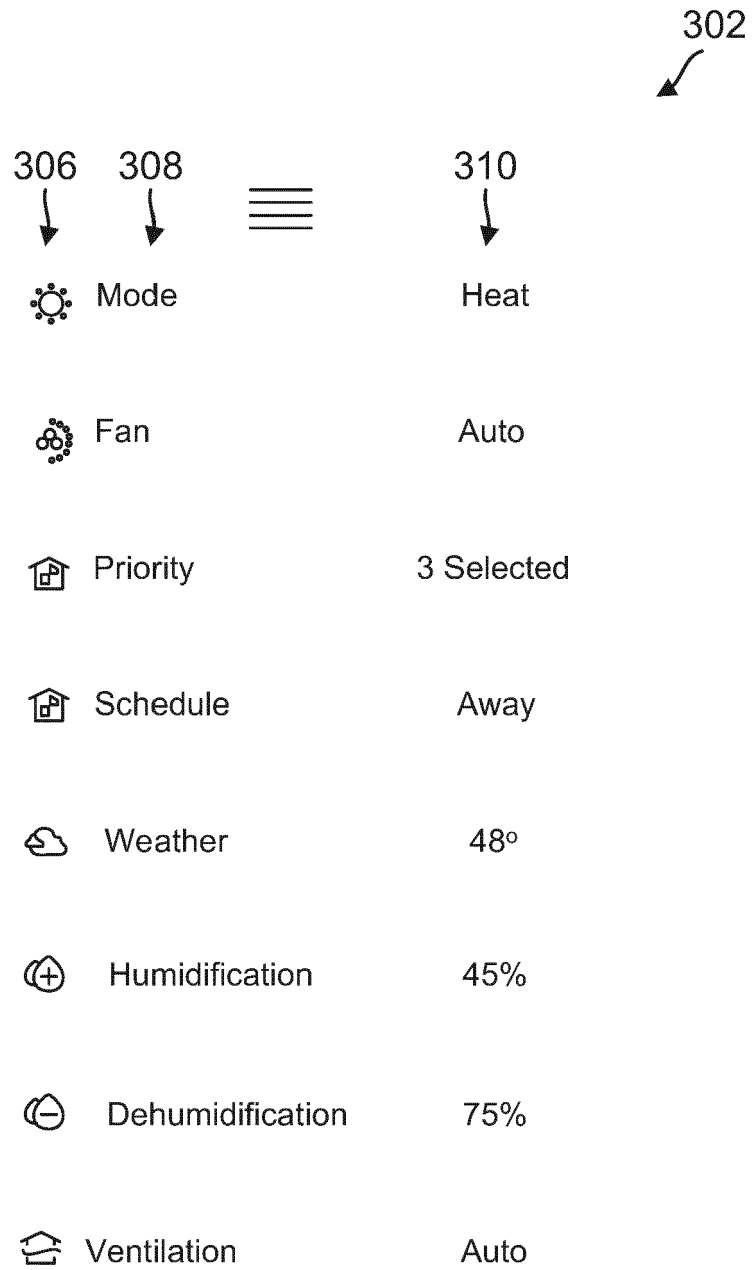 302
306 308 310
Mode Heat
Fan Auto
Priority 3 Selected
Schedule Away
Weather 48º
Humidification 45%
Dehumidification 75%
Ventilation Auto